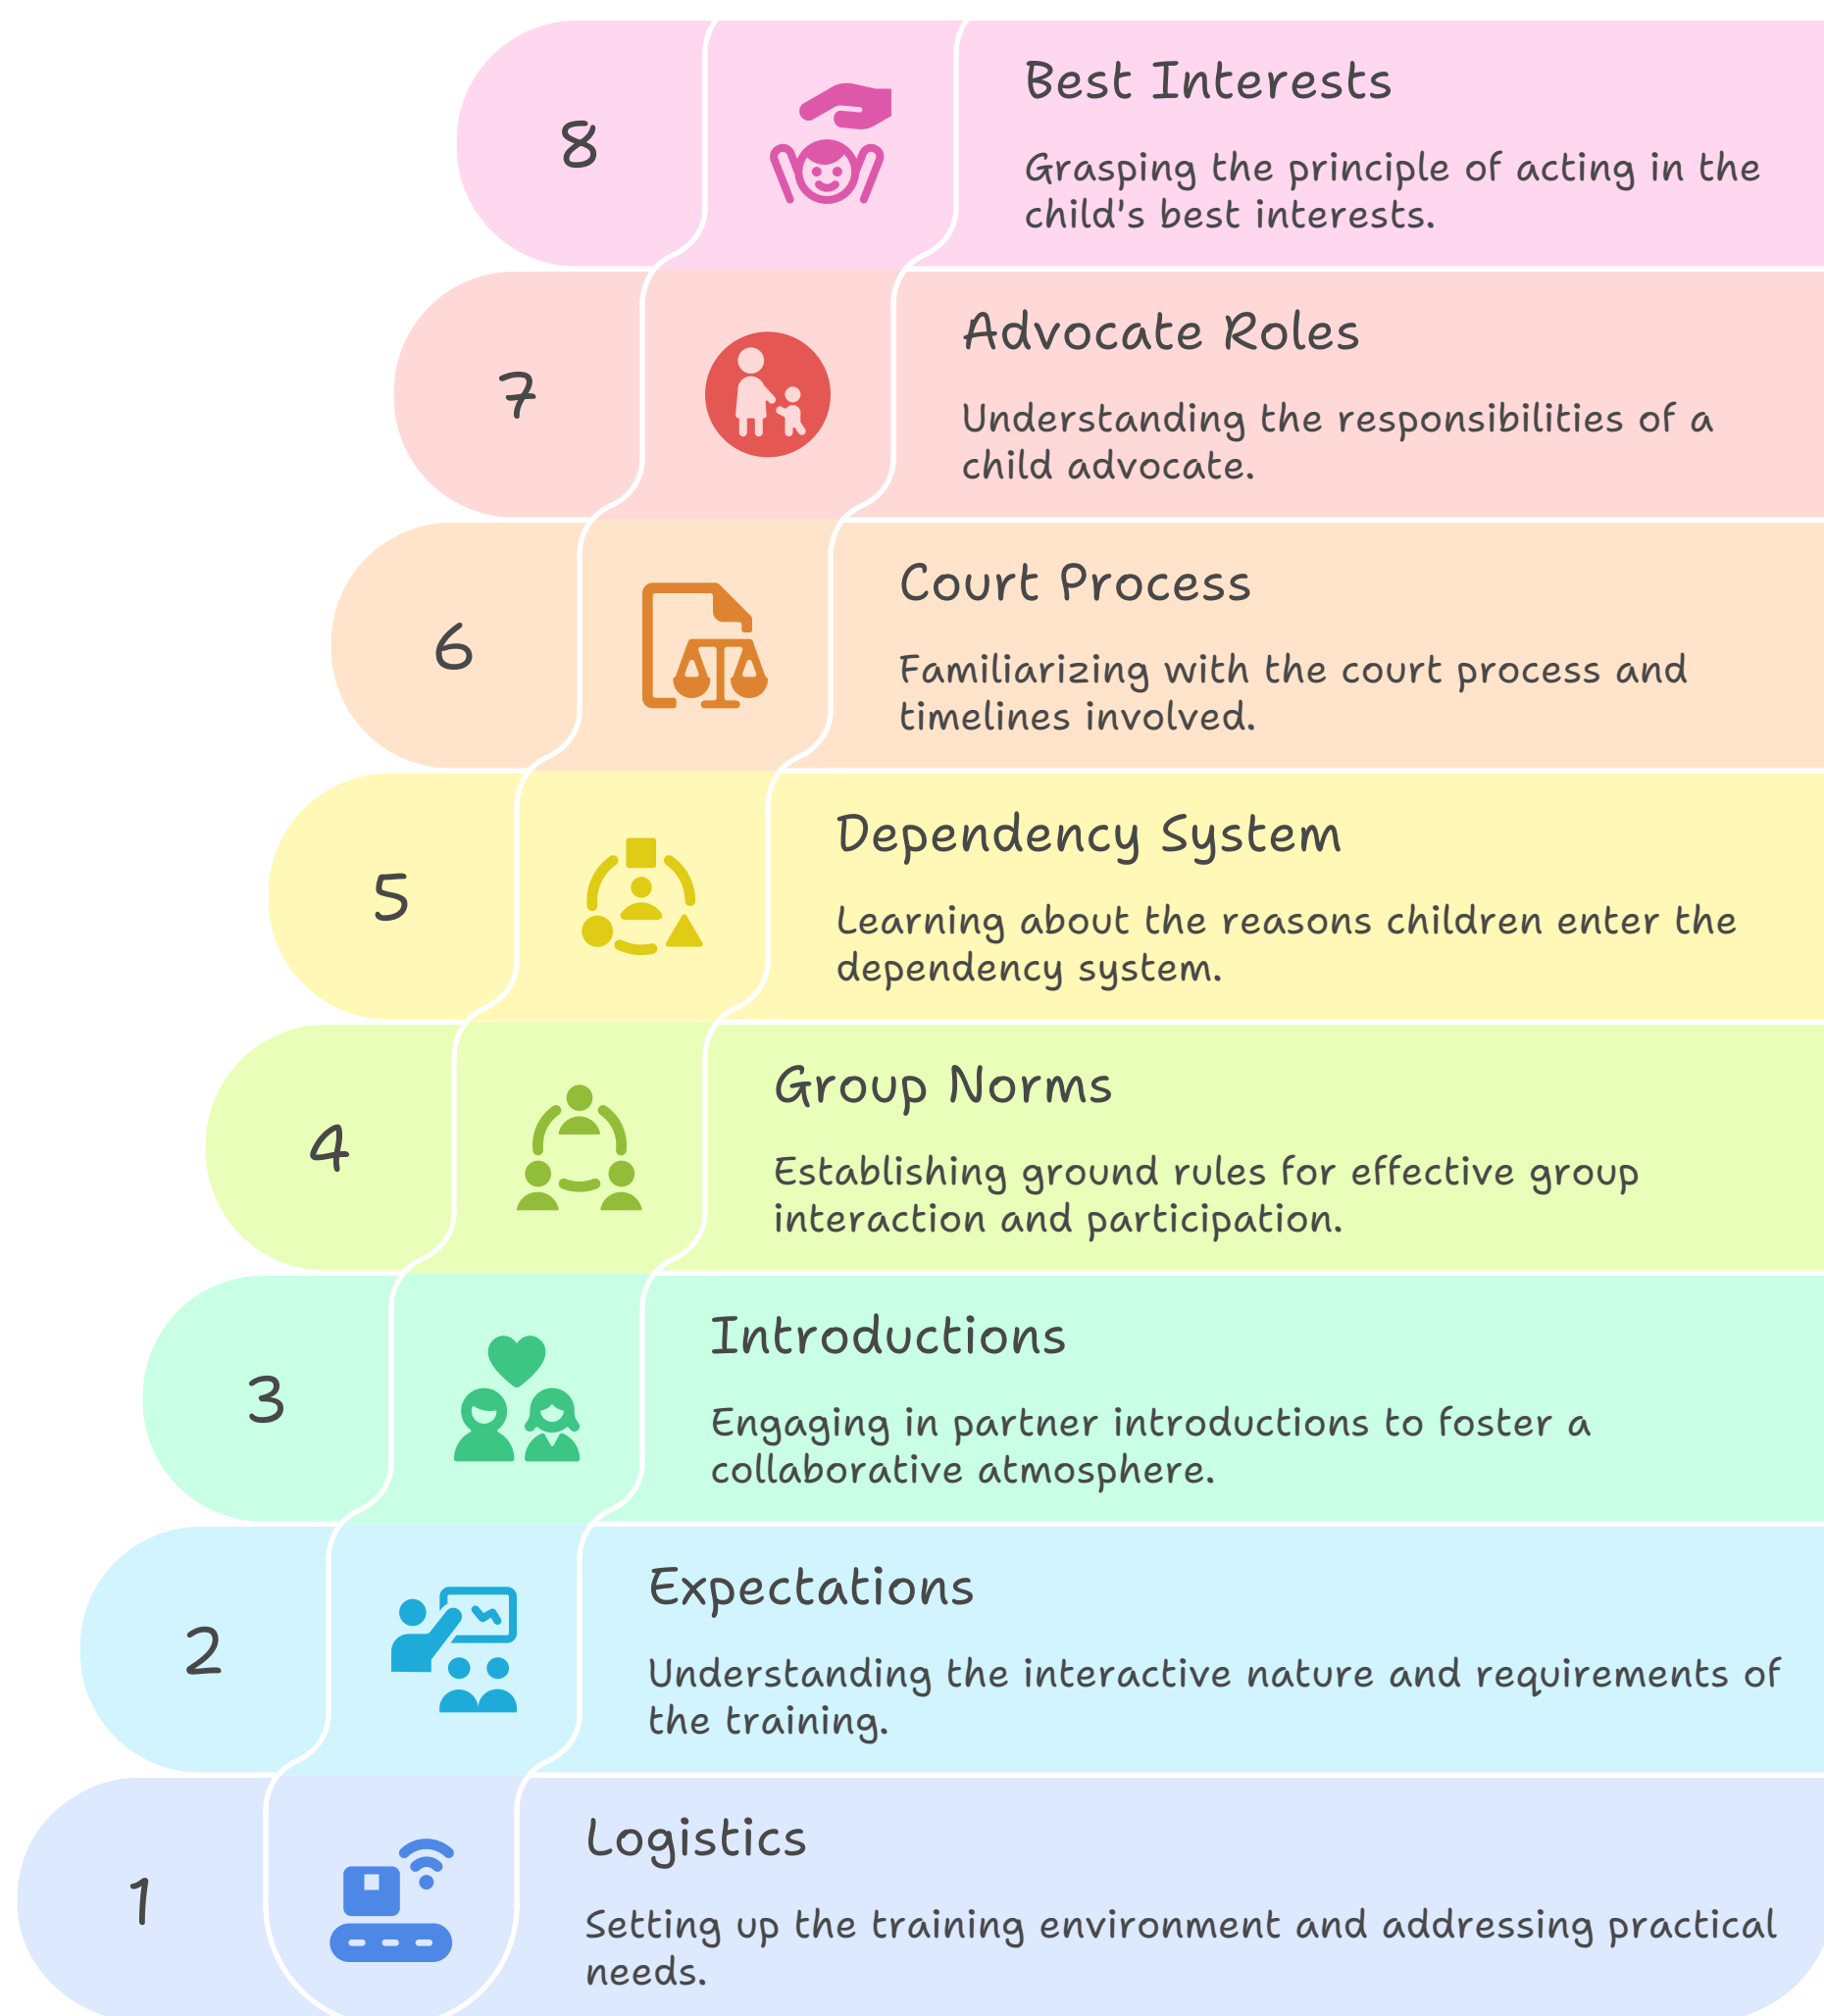 8
Best Interests
Grasping the principle of acting in the
child's best interests.
7
Advocate Roles
Understanding the responsibilities of a
child advocate.
6
Court Process
Familiarizing with the court process and
timelines involved.
5
Dependency System
Learning about the reasons children enter the
dependency system.
4
Group Norms
Establishing ground rules for effective group
interaction and participation.
3
Introductions
Engaging in partner introductions to foster a
collaborative atmosphere.
2
Expectations
Understanding the interactive nature and requirements of
the training.
1
Logistics
Setting up the training environment and addressing practical
needs.